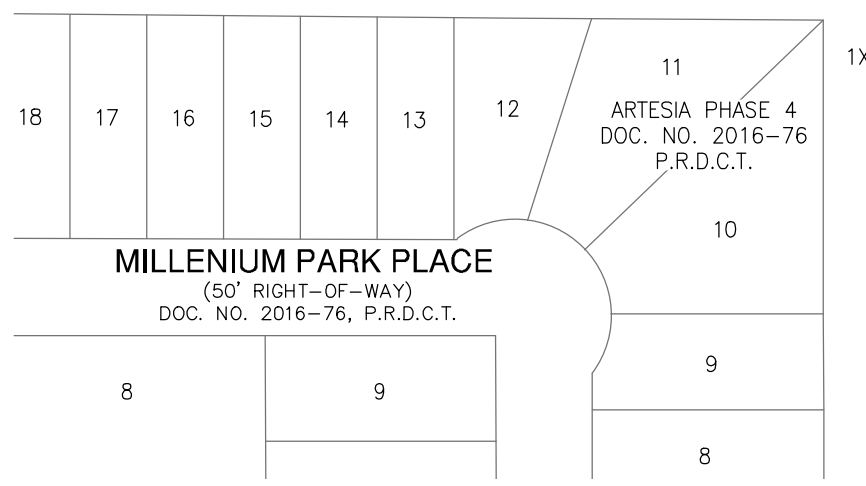 11
1X
18
17
16
15
14
13
12
ARTESIA PHASE 4
DOC. NO. 2016-76
P.R.D.C.T.
10
MILLENIUM PARK PLACE
(50' RIGHT-OF-WAY)
DOC. NO. 2016-76, P.R.D.C.T.
8
9
9
8